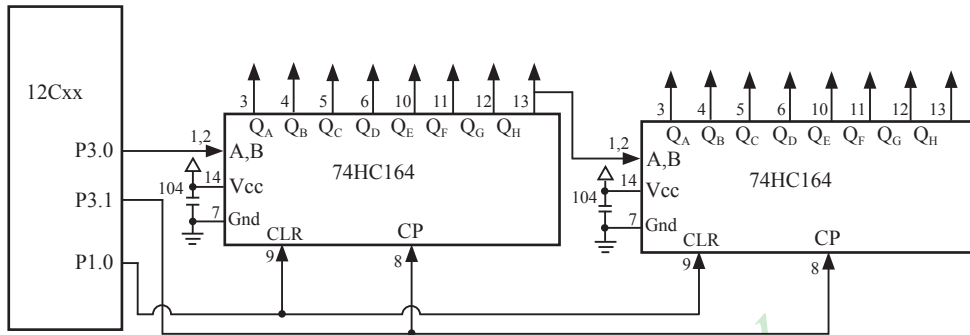 12Cxx
P3.0
P3.1
P1.0
3 4 5 6 10 11 12 13
QA QB QC QD QE QF QG QH
1,2
A,B
74HC164
14
Vcc
104
7
Gnd
CLR
CP
9
8
3 4 5 6 10 11 12 13
QA QB QC QD QE QF QG QH
1,2
A,B
74HC164
14
Vcc
104
7
Gnd
CLR
CP
9
8